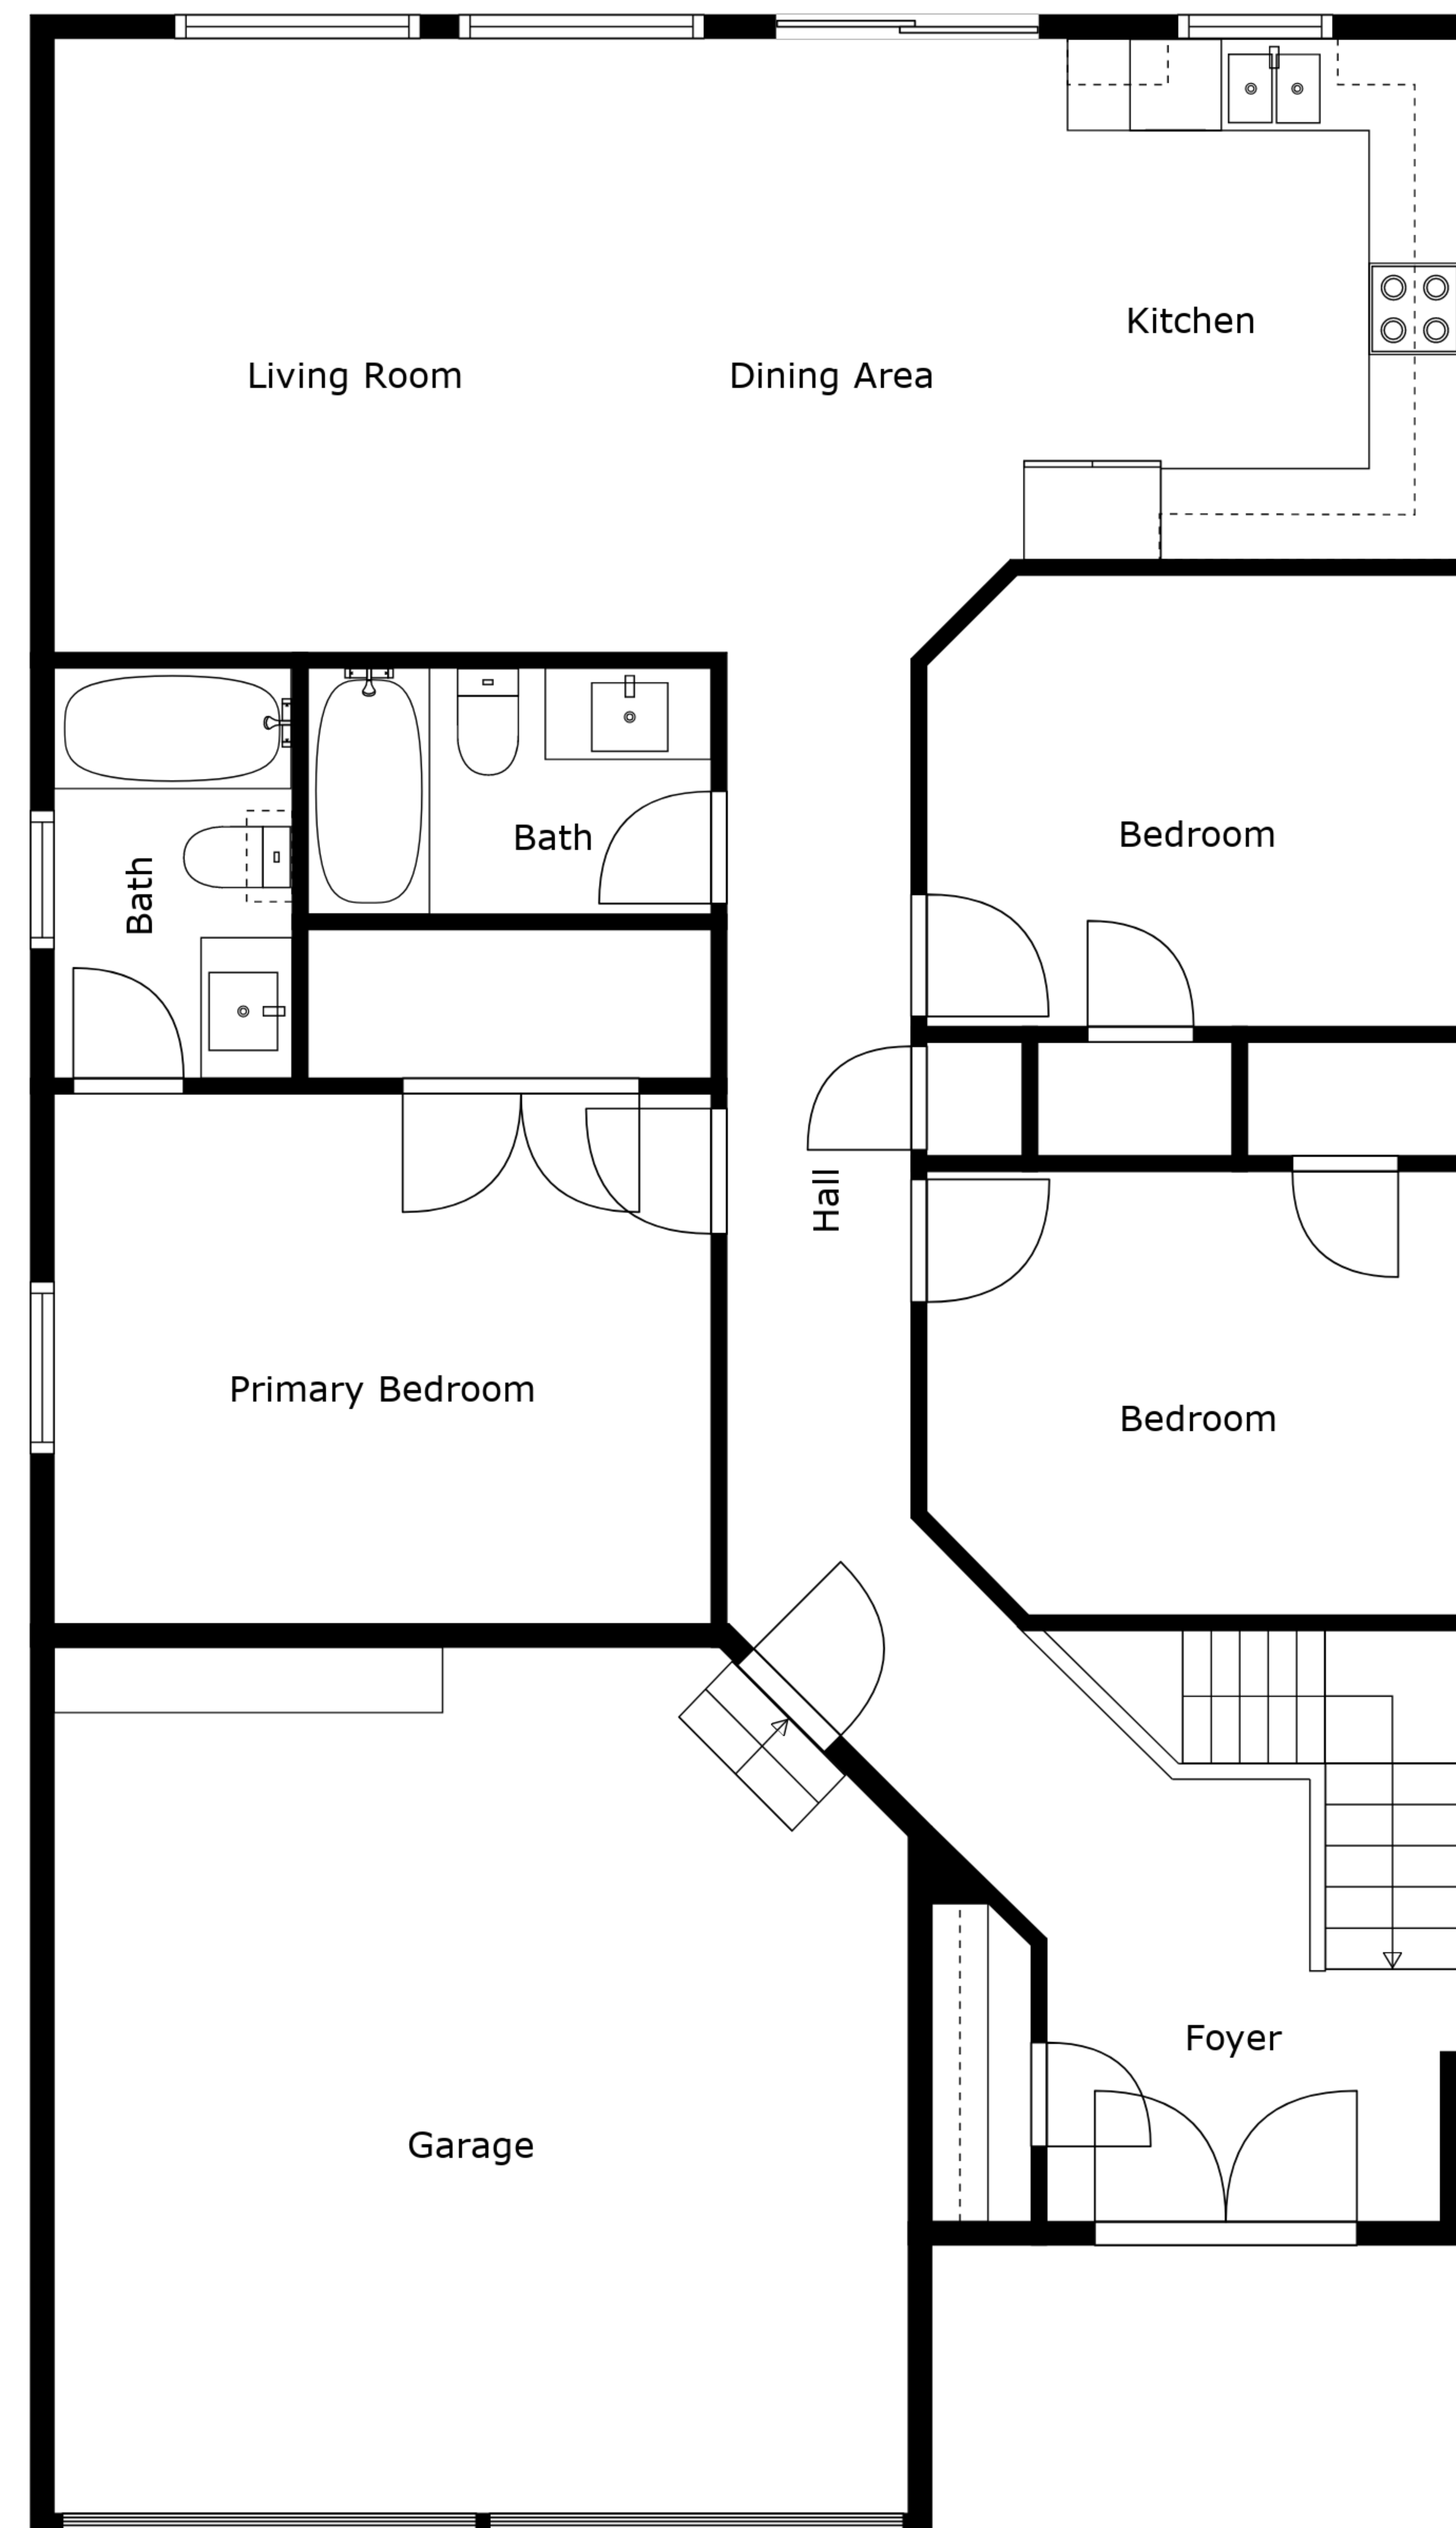 Kitchen
Living Room
Dining Area
Bath
Bath
Bedroom
Hall
Primary Bedroom
Bedroom
Foyer
Garage